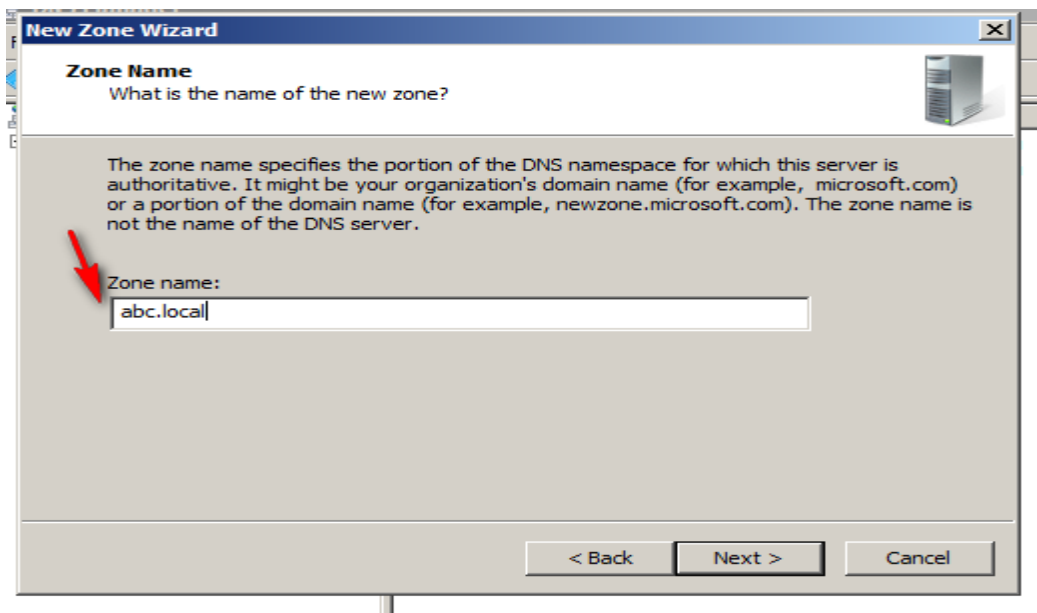 New Zone Wizard
Zone Name
What is the name of the new zone?
The zone name specifies the portion of the DNS namespace for which this server is
authoritative. It might be your organization's domain name (for example, microsoft.com)
or a portion of the domain name (for example, newzone.microsoft.com). The zone name is
not the name of the DNS server.
Zone name:
abc.local
< Back
Next >
Cancel